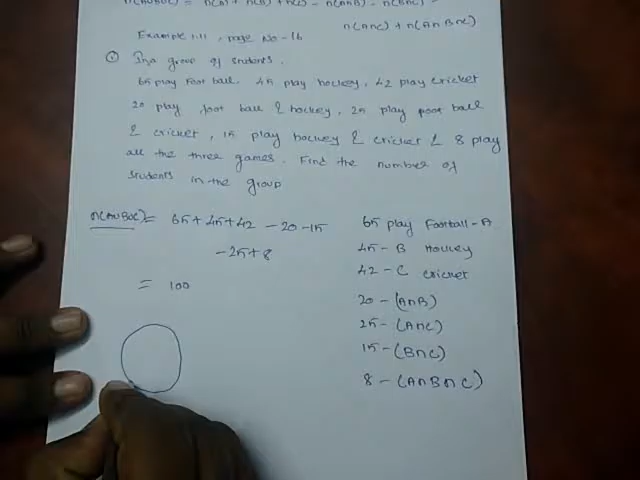 n(AUBUC) = n(A) + n(B) + n(C) - n(A∩B) - n(B∩C) -
n(A∩C) + n(A∩B∩C)
Example 1.11, page No - 16
In a group of students.
65 play Foot ball. 45 play hockey, 42 play cricket
20 play, foot ball & hockey, 25 play foot ball
& cricket, 15 play hockey & cricket & 8 play
all the three games. Find the number of
students in the group
n(AUBUC) = 65 + 45 + 42 - 20 - 15
- 25 + 8
= 100
65 play Football - A
45 - B Hockey
42 - C cricket
20 - (A∩B)
25 - (A∩C)
15 - (B∩C)
8 - (A∩B∩C)